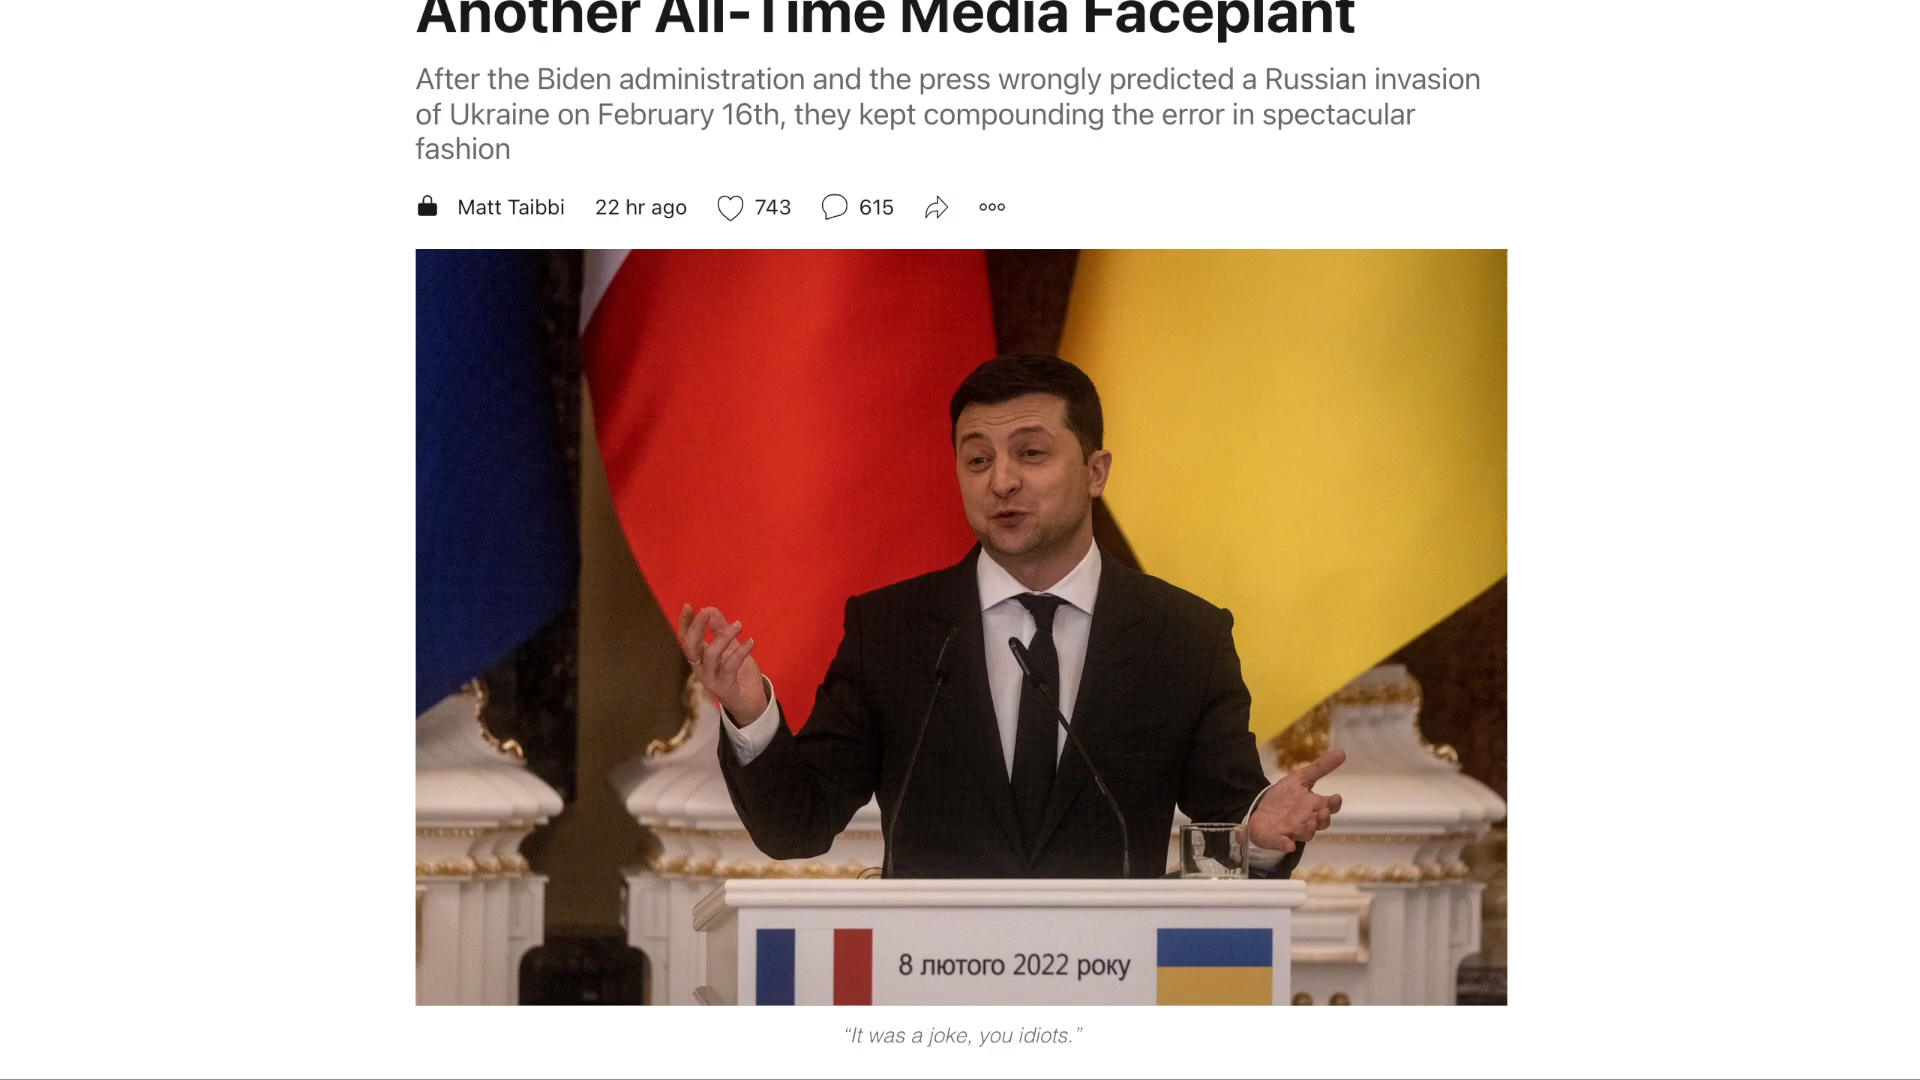 Another All-Time Media Faceplant
After the Biden administration and the press wrongly predicted a Russian invasion
of Ukraine on February 16th, they kept compounding the error in spectacular
fashion
Matt Taibbi 22 hr ago 743 615
8 лютого 2022 року
“It was a joke, you idiots.”